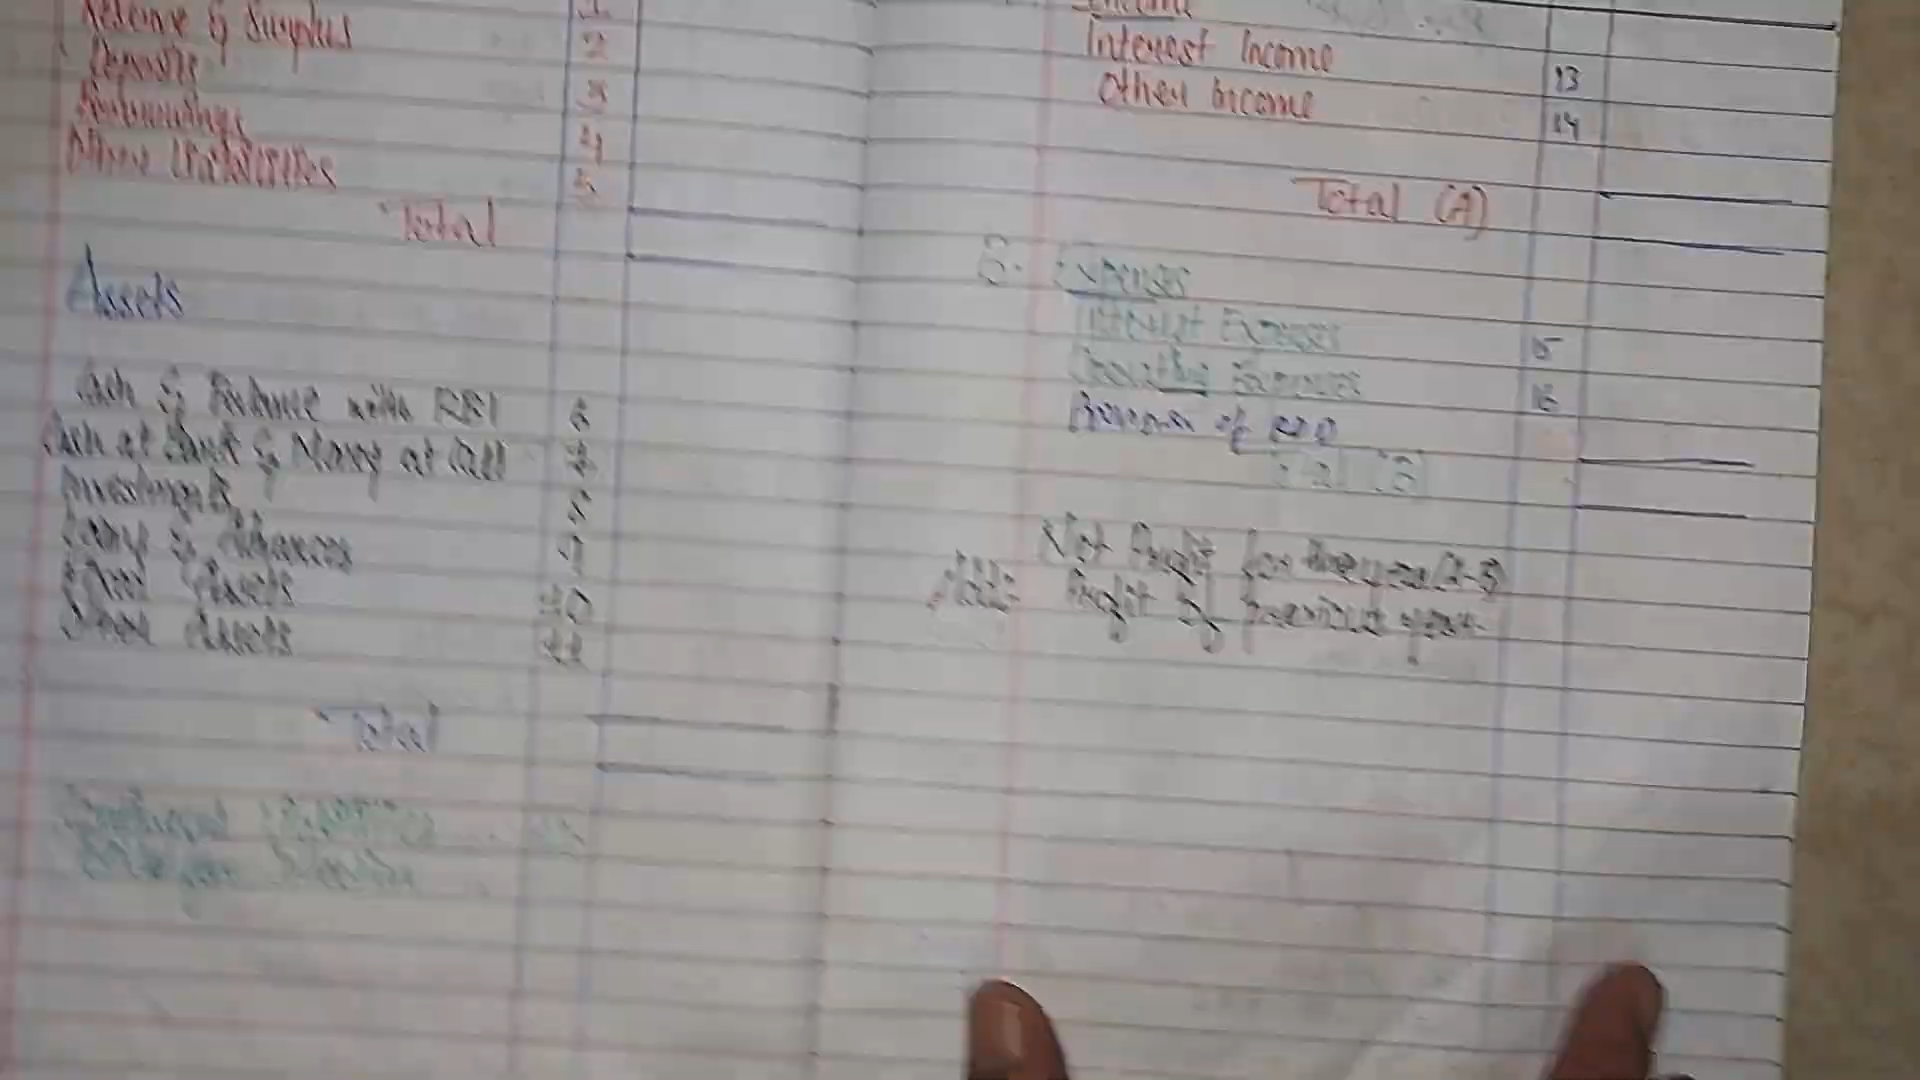 Reserve & Surplus 2
Deposits 3
Borrowings 4
Other Liabilities 5
Total
Assets
Cash & Balance with RBI 6
Cash at Bank & Money at Call 7
Investments 8
Loans & Advances 9
Fixed Assets 10
Other Assets 11
Total
Income
Interest Income 13
Other Income 14
Total (A)
B. Expenses
Interest Expenses 15
Operating Expenses 16
of
Total (B)
Net Profit for the year (A-B)
Add: Profit of previous year